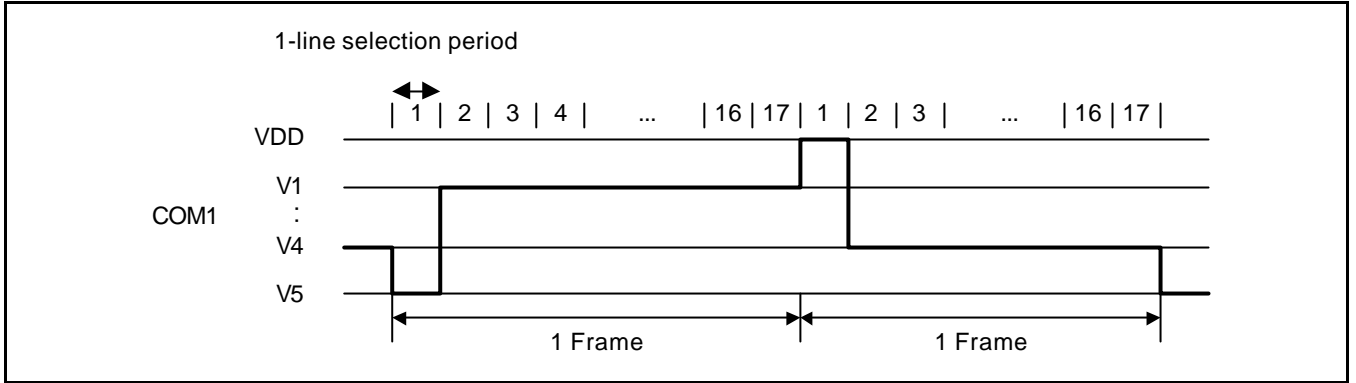 1-line selection period
| 1 | 2 | 3 | 4 | ... | 16 | 17 | 1 | 2 | 3 | ... | 16 | 17 |
VDD
V1
COM1 :
V4
V5
1 Frame 1 Frame